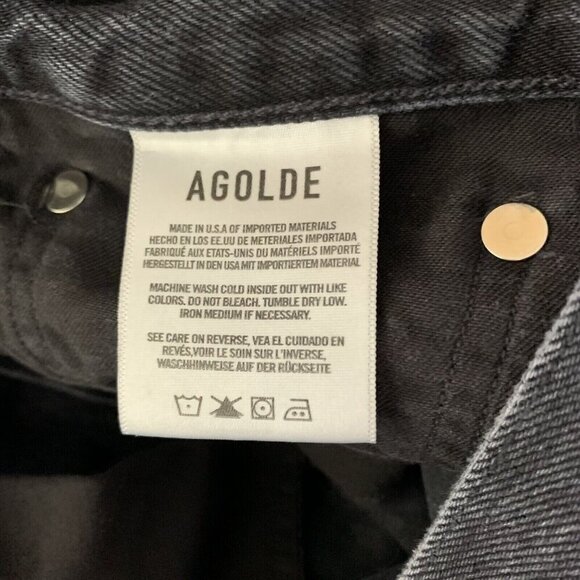 AGOLDE
MADE IN U.S.A OF IMPORTED MATERIALS
HECHO EN LOS EE.UU DE METERIALES IMPORTADA
FABRIQUÉ AUX ETATS-UNIS DU MATÉRIELS IMPORTÉ
HERGESTELLT IN DEN USA MIT IMPORTIERTEM MATERIAL
MACHINE WASH COLD INSIDE OUT WITH LIKE
COLORS. DO NOT BLEACH. TUMBLE DRY LOW.
IRON MEDIUM IF NECESSARY.
SEE CARE ON REVERSE, VEA EL CUIDADO EN
REVÉS,VOIR LE SOIN SUR L'INVERSE,
WASCHHINWEISE AUF DER RÜCKSEITE